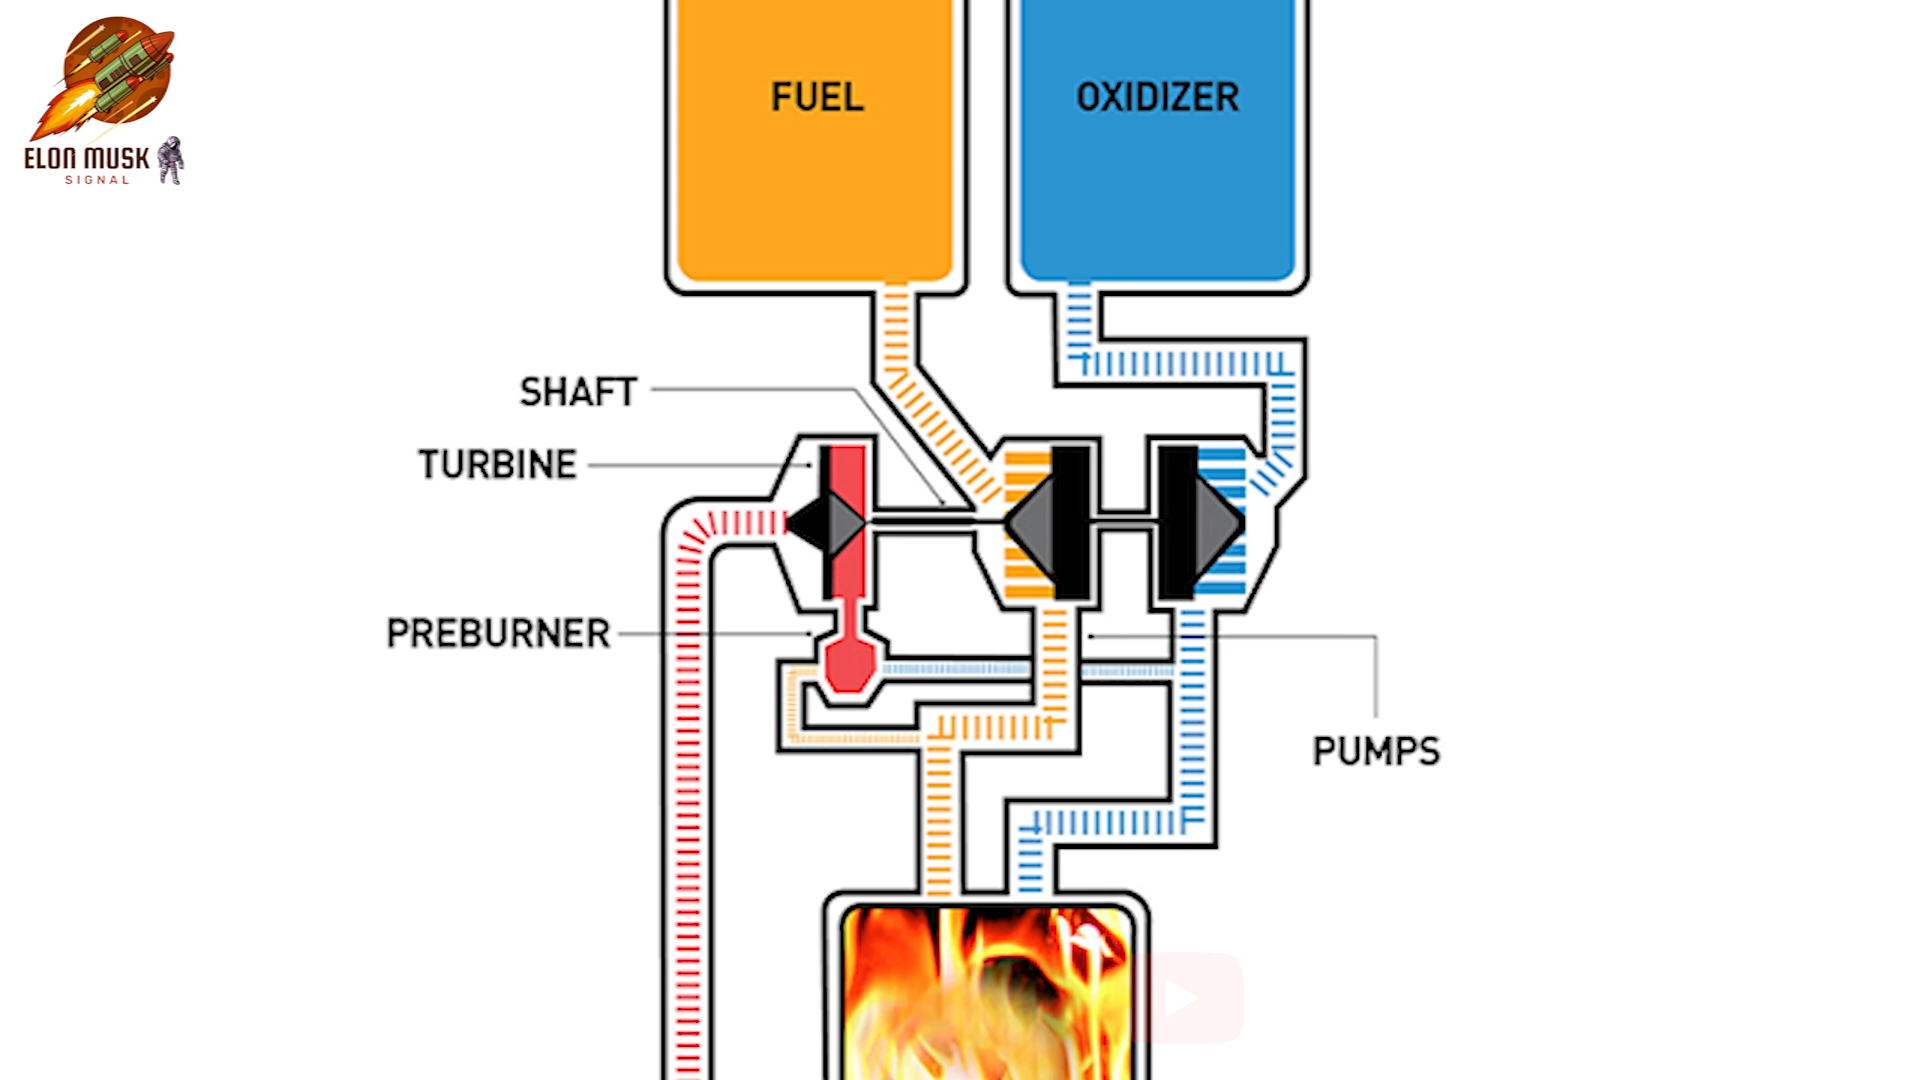 ELON MUSK
SIGNAL
FUEL
OXIDIZER
SHAFT
TURBINE
PREBURNER
PUMPS